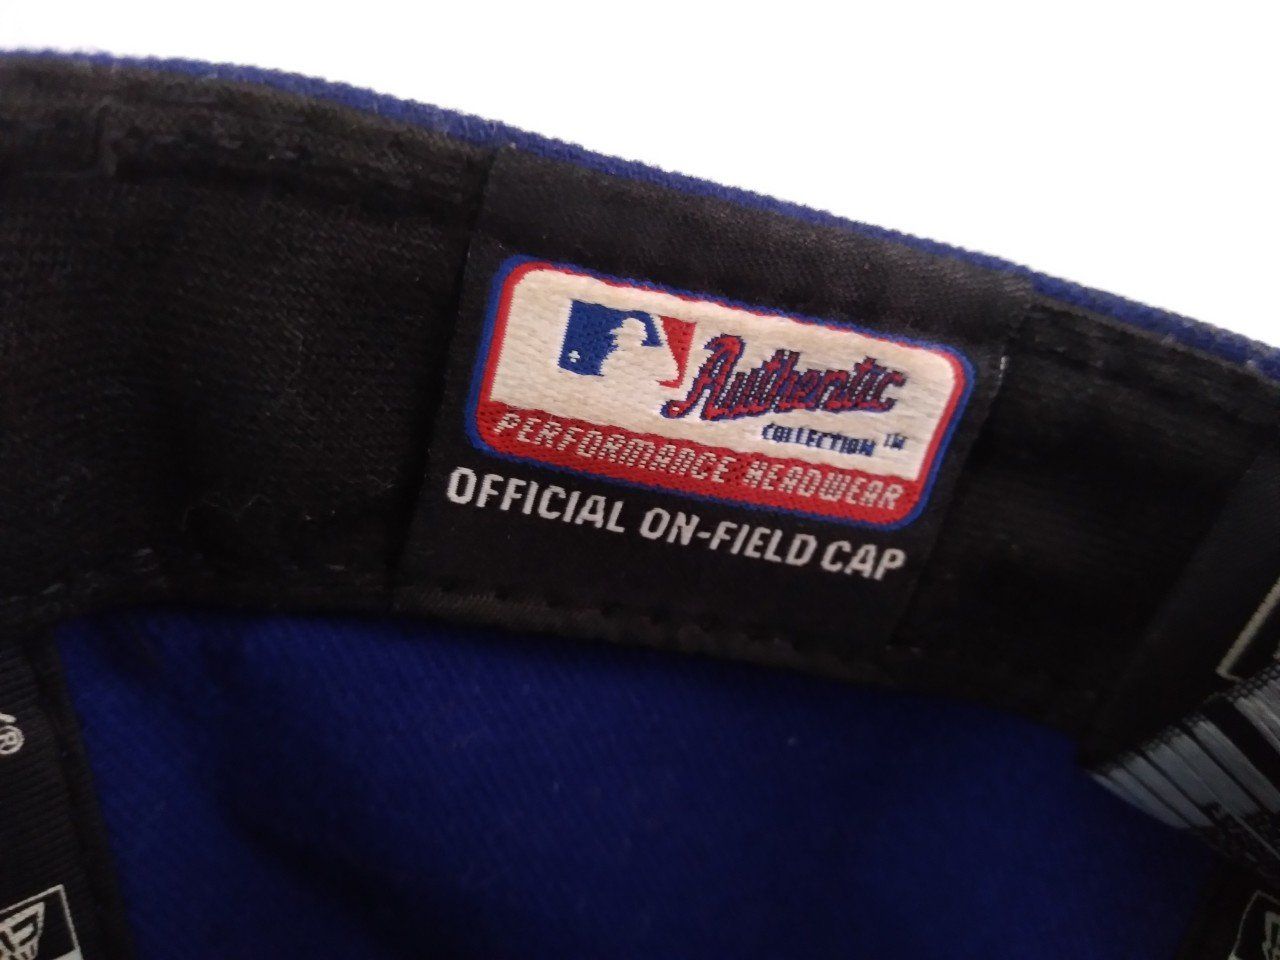 Authentic
COLLECTION™
PERFORMANCE HEADWEAR
OFFICIAL ON-FIELD CAP
®